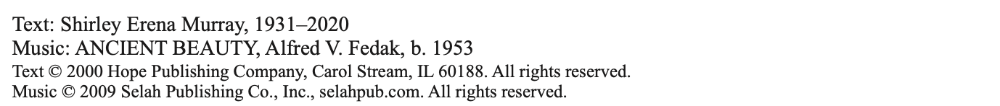 Text: Shirley Erena Murray, 1931–2020
Music: ANCIENT BEAUTY, Alfred V. Fedak, b. 1953
Text © 2000 Hope Publishing Company, Carol Stream, IL 60188. All rights reserved.
Music © 2009 Selah Publishing Co., Inc., selahpub.com. All rights reserved.